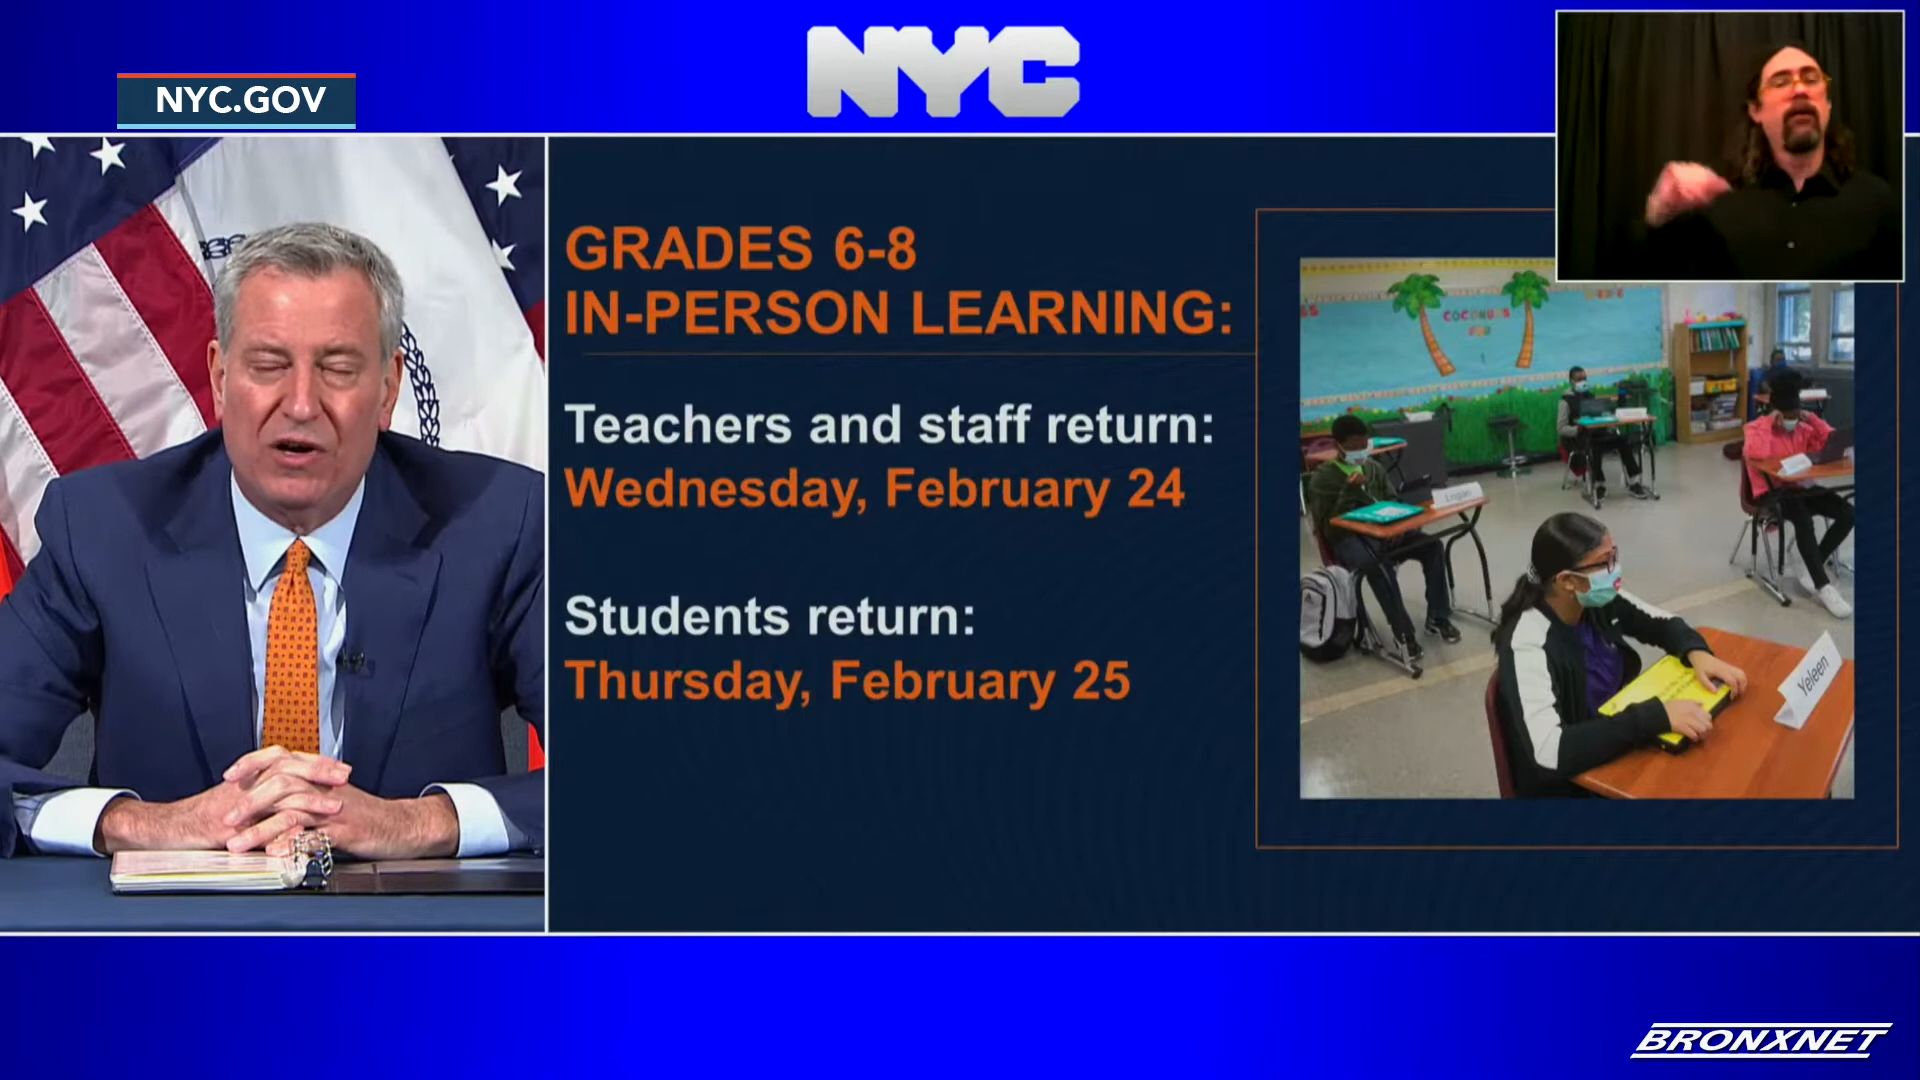 NYC.GOV
NYC
GRADES 6-8
IN-PERSON LEARNING:
Teachers and staff return:
Wednesday, February 24
Students return:
Thursday, February 25
Logan
Yeleen
BRONXNET